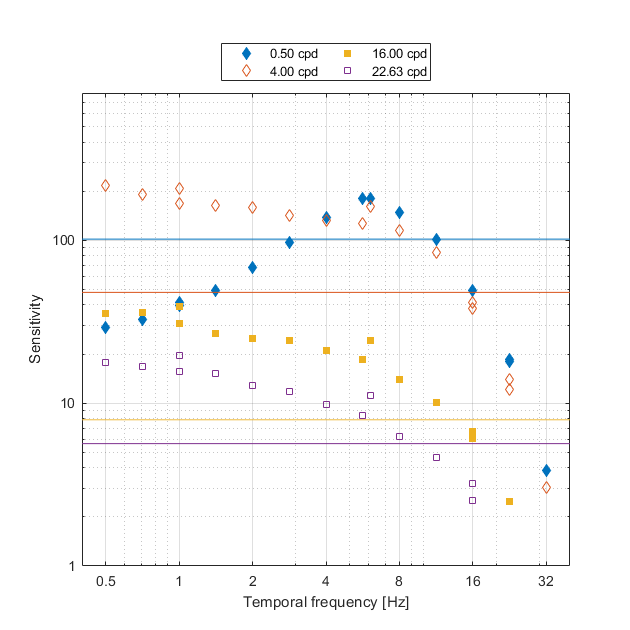 0.50 cpd 16.00 cpd
4.00 cpd 22.63 cpd
100
10
1
Sensitivity
0.5 1 2 4 8 16 32
Temporal frequency [Hz]